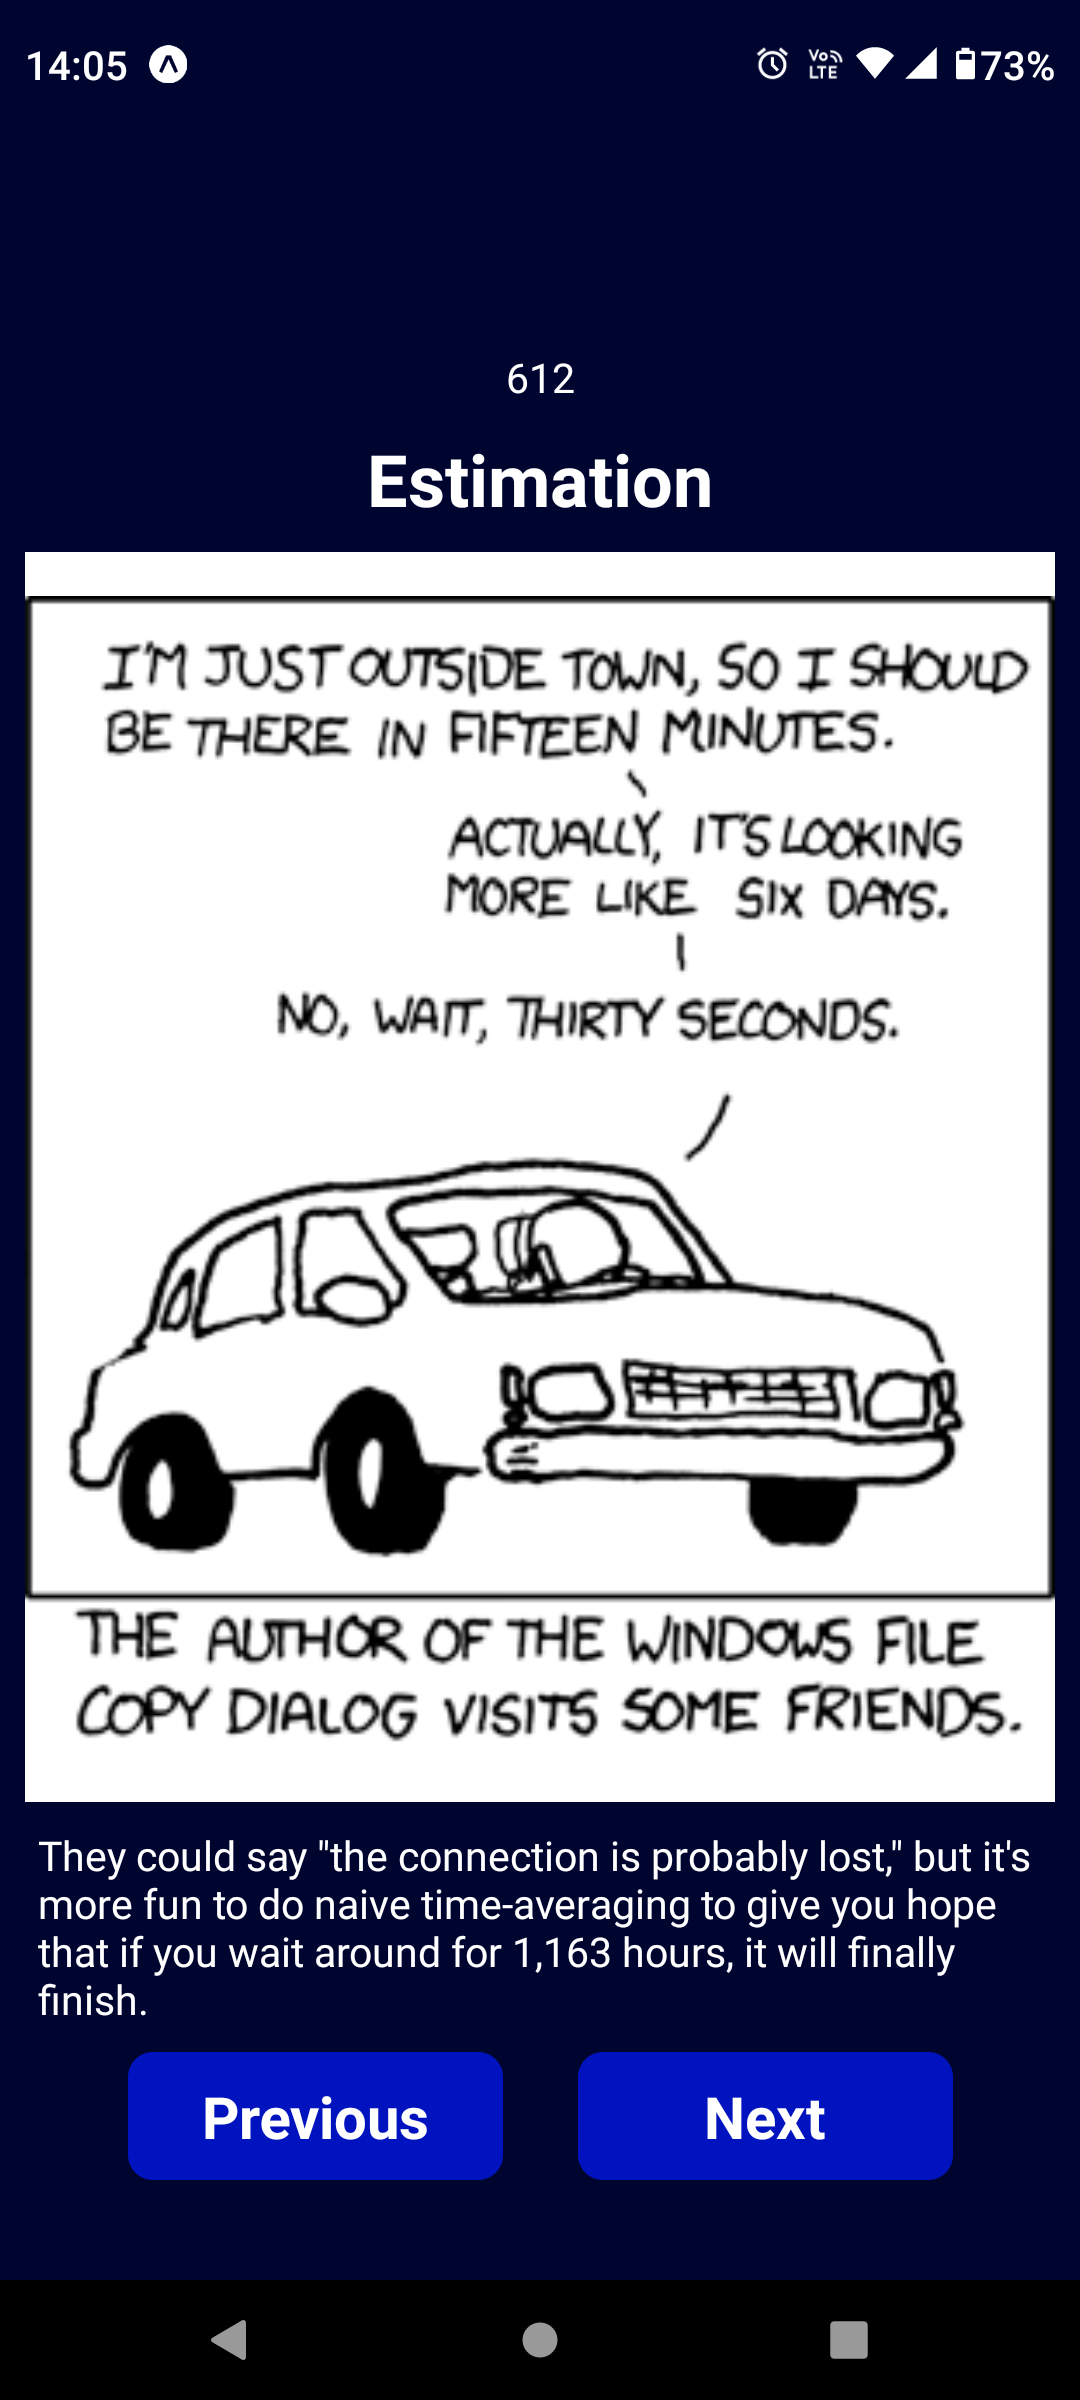 14:05
Vo LTE
73%
612
Estimation
I'M JUST OUTSIDE TOWN, SO I SHOULD
BE THERE IN FIFTEEN MINUTES.
ACTUALLY, IT'S LOOKING
MORE LIKE SIX DAYS.
NO, WAIT, THIRTY SECONDS.
THE AUTHOR OF THE WINDOWS FILE
COPY DIALOG VISITS SOME FRIENDS.
They could say "the connection is probably lost," but it's
more fun to do naive time-averaging to give you hope
that if you wait around for 1,163 hours, it will finally
finish.
Previous
Next